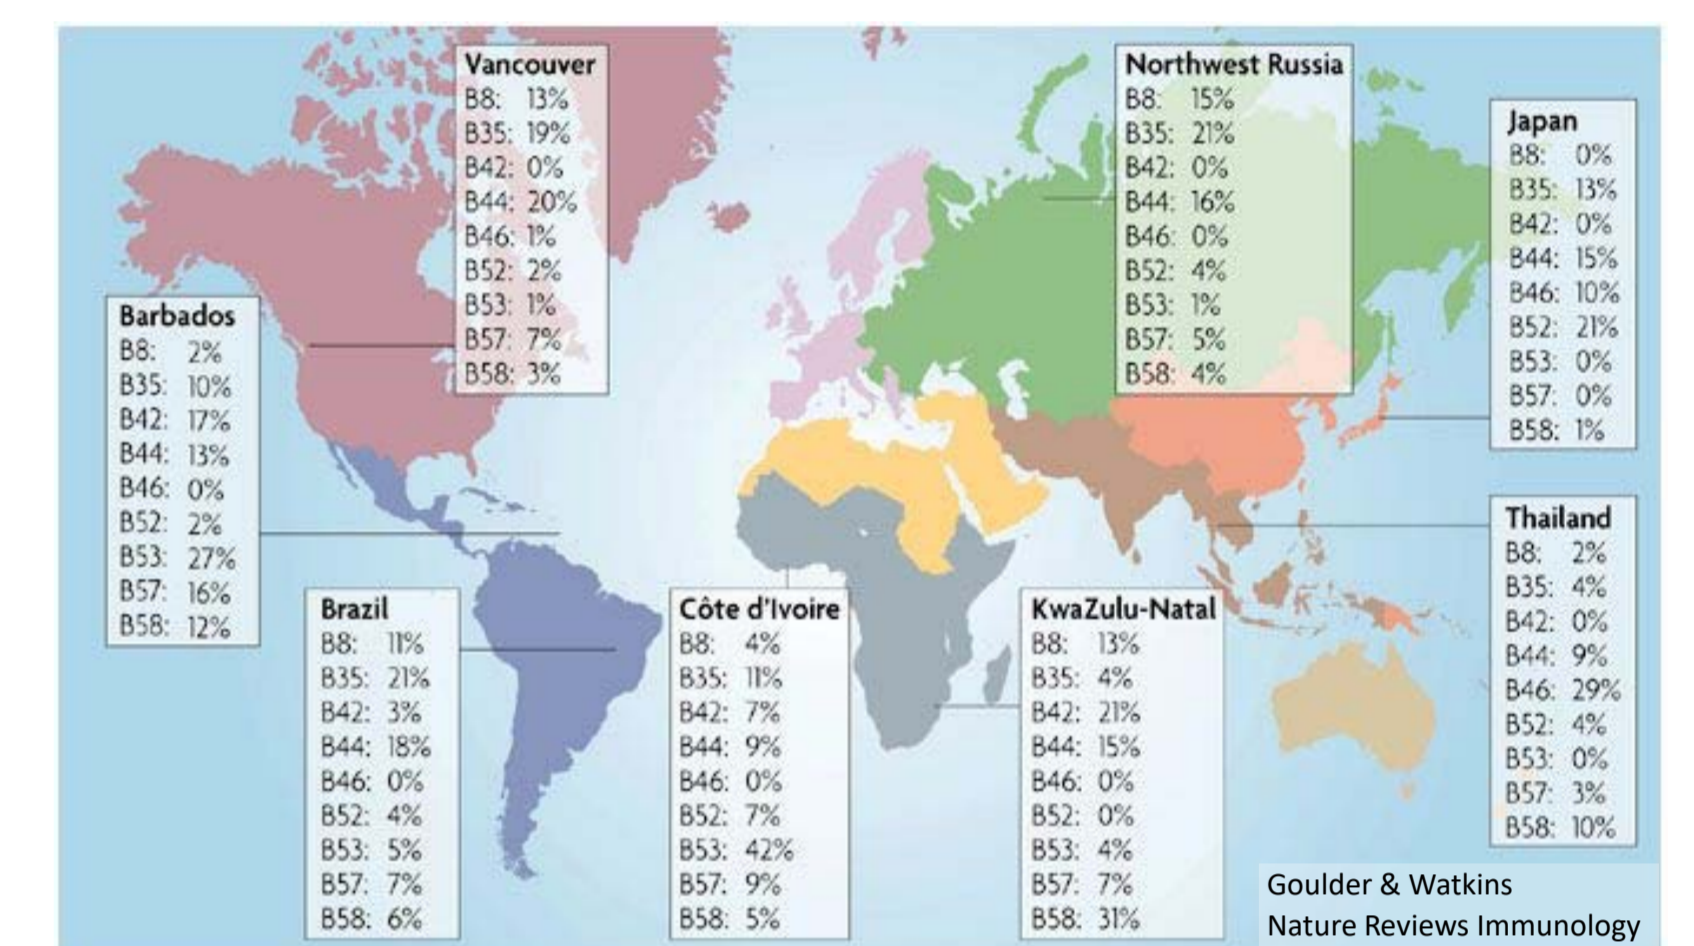 Vancouver
B8: 13%
B35: 19%
B42: 0%
B44: 20%
B46: 1%
B52: 2%
B53: 1%
B57: 7%
B58: 3%
Northwest Russia
B8: 15%
B35: 21%
B42: 0%
B44: 16%
B46: 0%
B52: 4%
B53: 1%
B57: 5%
B58: 4%
Japan
B8: 0%
B35: 13%
B42: 0%
B44: 15%
B46: 10%
B52: 21%
B53: 0%
B57: 0%
B58: 1%
Barbados
B8: 2%
B35: 10%
B42: 17%
B44: 13%
B46: 0%
B52: 2%
B53: 27%
B57: 16%
B58: 12%
Thailand
B8: 2%
B35: 4%
B42: 0%
B44: 9%
B46: 29%
B52: 4%
B53: 0%
B57: 3%
B58: 10%
Brazil
B8: 11%
B35: 21%
B42: 3%
B44: 18%
B46: 0%
B52: 4%
B53: 5%
B57: 7%
B58: 6%
Côte d'Ivoire
B8: 4%
B35: 11%
B42: 7%
B44: 9%
B46: 0%
B52: 7%
B53: 42%
B57: 9%
B58: 5%
KwaZulu-Natal
B8: 13%
B35: 4%
B42: 21%
B44: 15%
B46: 0%
B52: 0%
B53: 4%
B57: 7%
B58: 31%
Goulder & Watkins
Nature Reviews Immunology